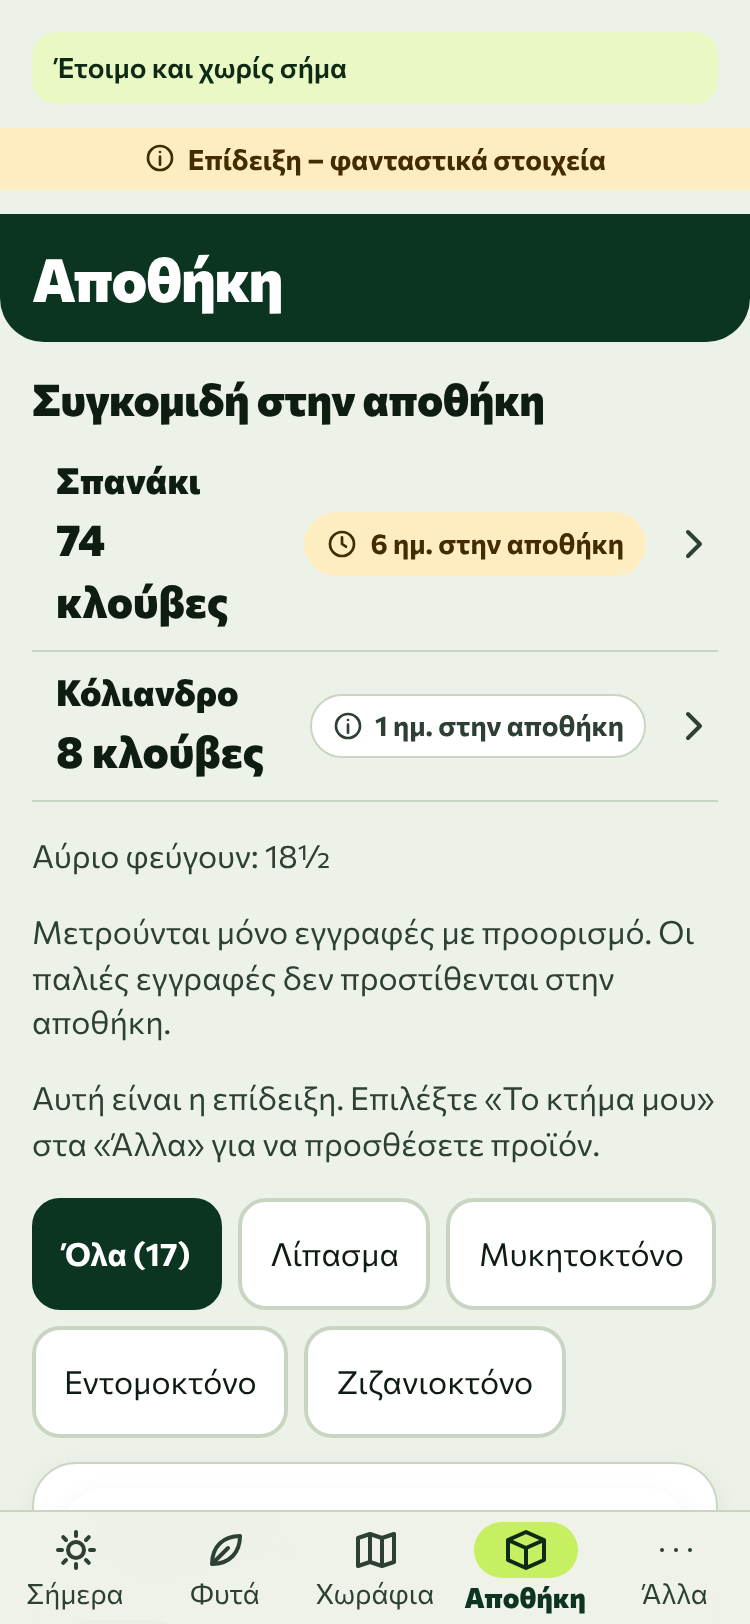 Έτοιμο και χωρίς σήμα
Επίδειξη – φανταστικά στοιχεία
Αποθήκη
Συγκομιδή στην αποθήκη
Σπανάκι
74
κλούβες
6 ημ. στην αποθήκη
Κόλιανδρο
8 κλούβες
1 ημ. στην αποθήκη
Αύριο φεύγουν: 18½
Μετρούνται μόνο εγγραφές με προορισμό. Οι
παλιές εγγραφές δεν προστίθενται στην
αποθήκη.
Αυτή είναι η επίδειξη. Επιλέξτε «Το κτήμα μου»
στα «Άλλα» για να προσθέσετε προϊόν.
Όλα (17)
Λίπασμα
Μυκητοκτόνο
Εντομοκτόνο
Ζιζανιοκτόνο
Σήμερα
Φυτά
Χωράφια
Αποθήκη
Άλλα